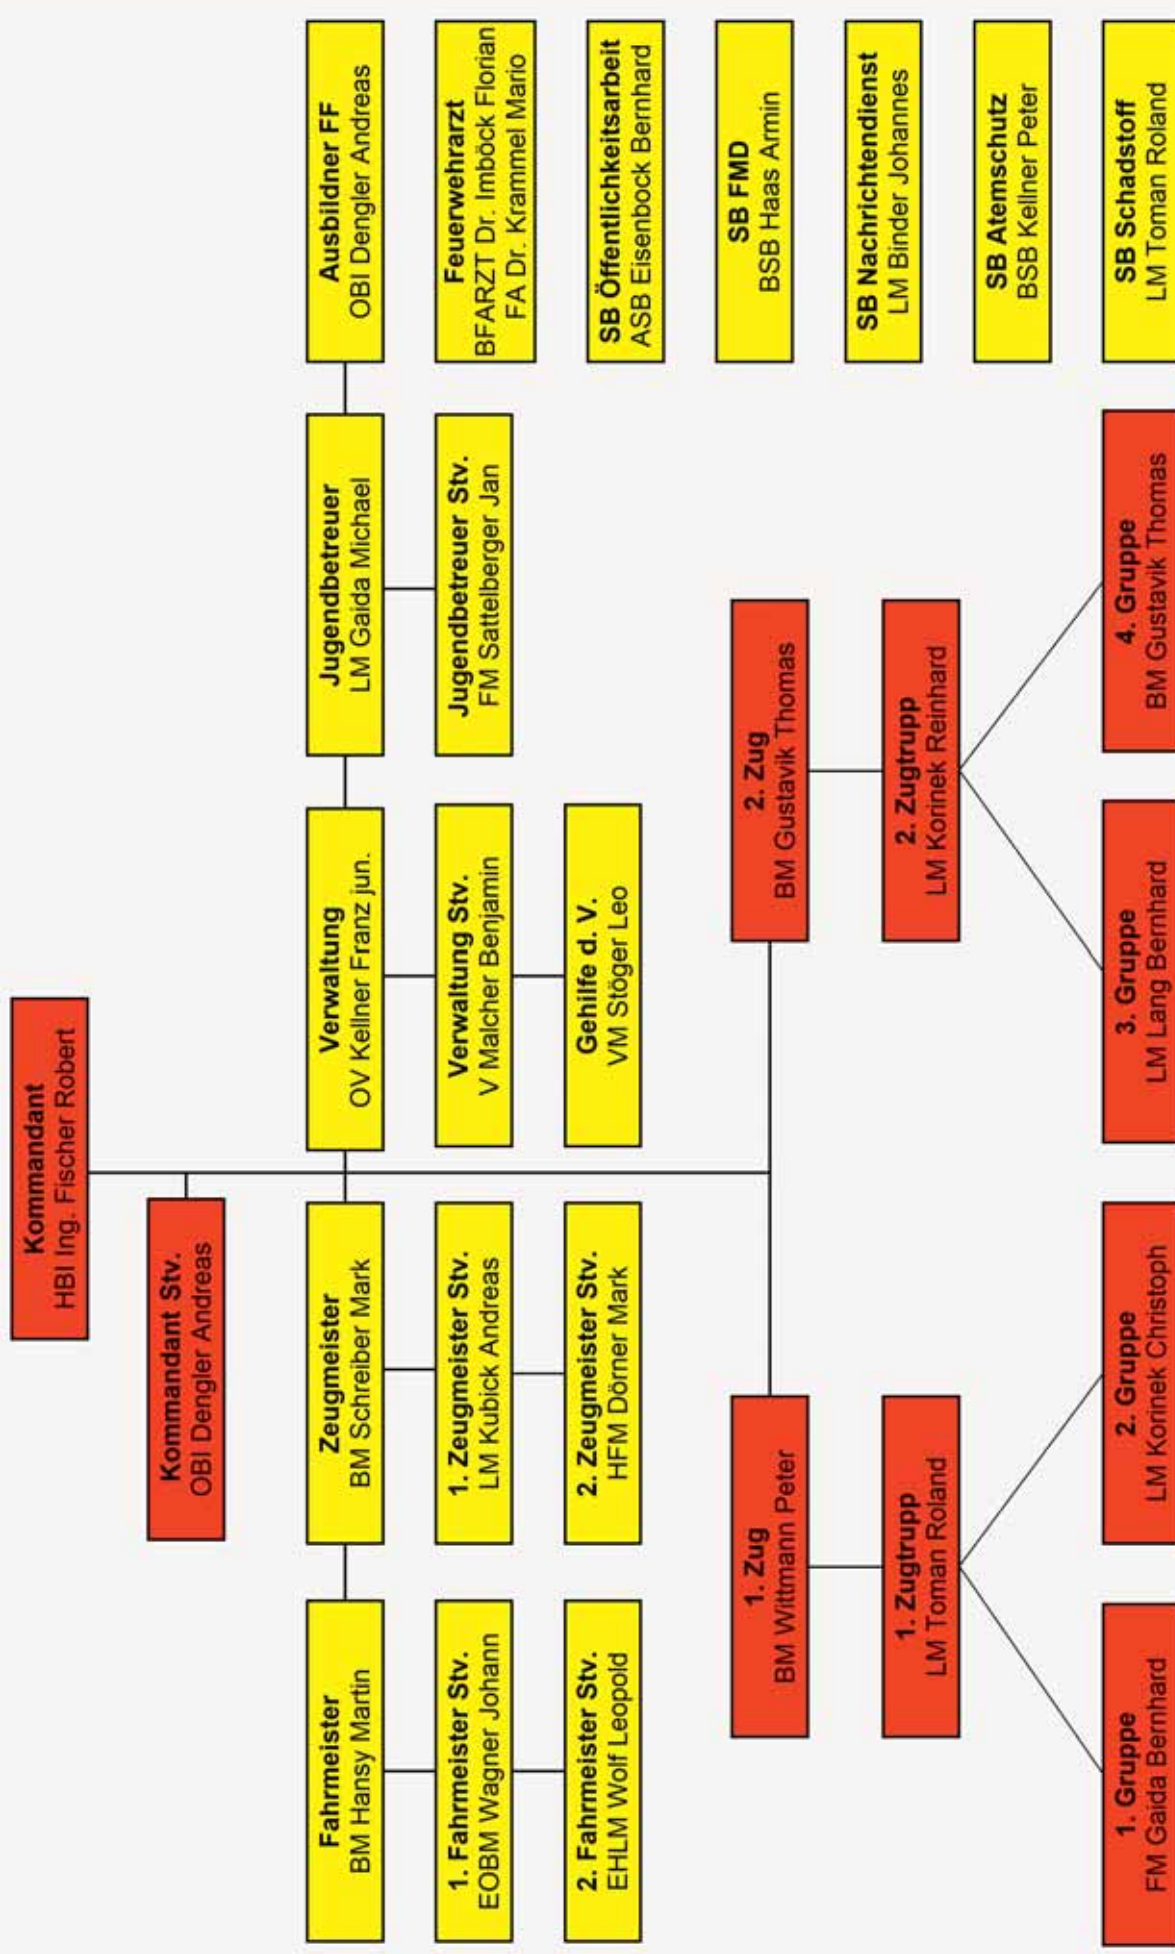 Kommandant
HBI Ing. Fischer Robert
Kommandant Stv.
OBI Dengler Andreas
Fahrmeister
BM Hansy Martin
Zeugmeister
BM Schreiber Mark
Verwaltung
OV Kellner Franz jun.
Jugendbetreuer
LM Gaida Michael
Ausbildner FF
OBI Dengler Andreas
1. Fahrmeister Stv.
EOBM Wagner Johann
1. Zeugmeister Stv.
LM Kubick Andreas
Verwaltung Stv.
V Malcher Benjamin
Jugendbetreuer Stv.
FM Sattelberger Jan
Feuerwehrarzt
BFARZT Dr. Imböck Florian
FA Dr. Krammel Mario
2. Fahrmeister Stv.
EHLM Wolf Leopold
2. Zeugmeister Stv.
HFM Dörner Mark
Gehilfe d. V.
VM Stöger Leo
SB Öffentlichkeitsarbeit
ASB Eisenbock Bernhard
SB FMD
BSB Haas Armin
1. Zug
BM Wittmann Peter
2. Zug
BM Gustavik Thomas
SB Nachrichtendienst
LM Binder Johannes
1. Zugtrupp
LM Toman Roland
2. Zugtrupp
LM Korinek Reinhard
SB Atemschutz
BSB Kellner Peter
1. Gruppe
FM Gaida Bernhard
2. Gruppe
LM Korinek Christoph
3. Gruppe
LM Lang Bernhard
4. Gruppe
BM Gustavik Thomas
SB Schadstoff
LM Toman Roland